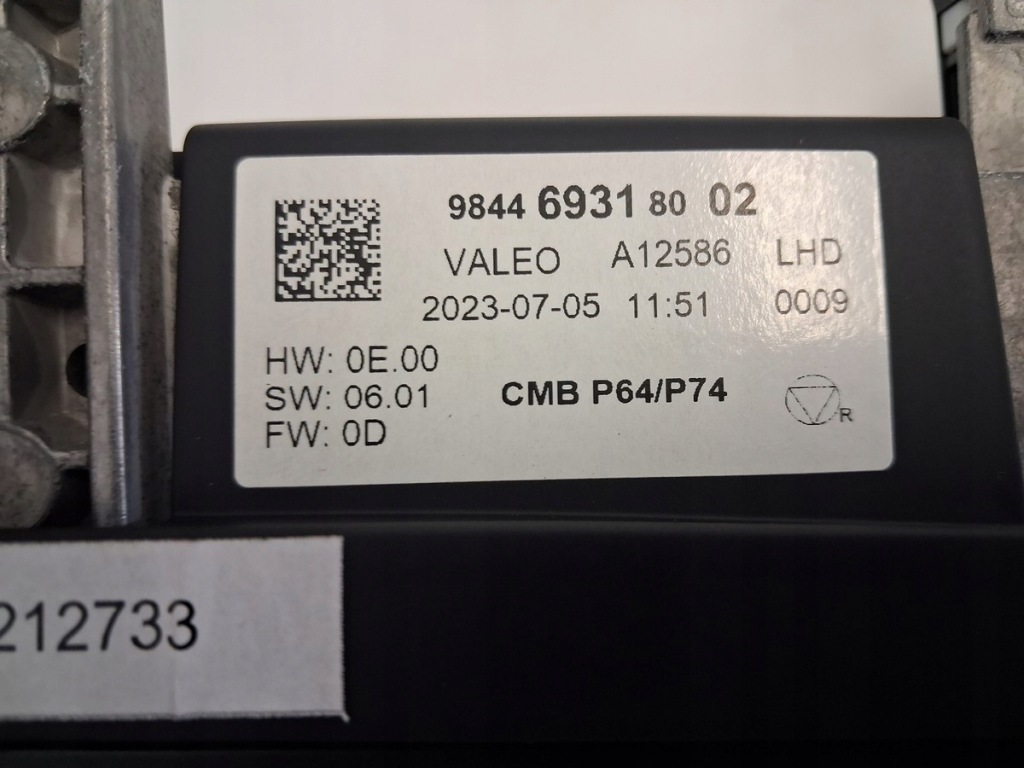 9844 6931 80 02
VALEO A12586 LHD
2023-07-05 11:51 0009
HW: 0E.00
SW: 06.01 CMB P64/P74
FW: 0D
R
212733